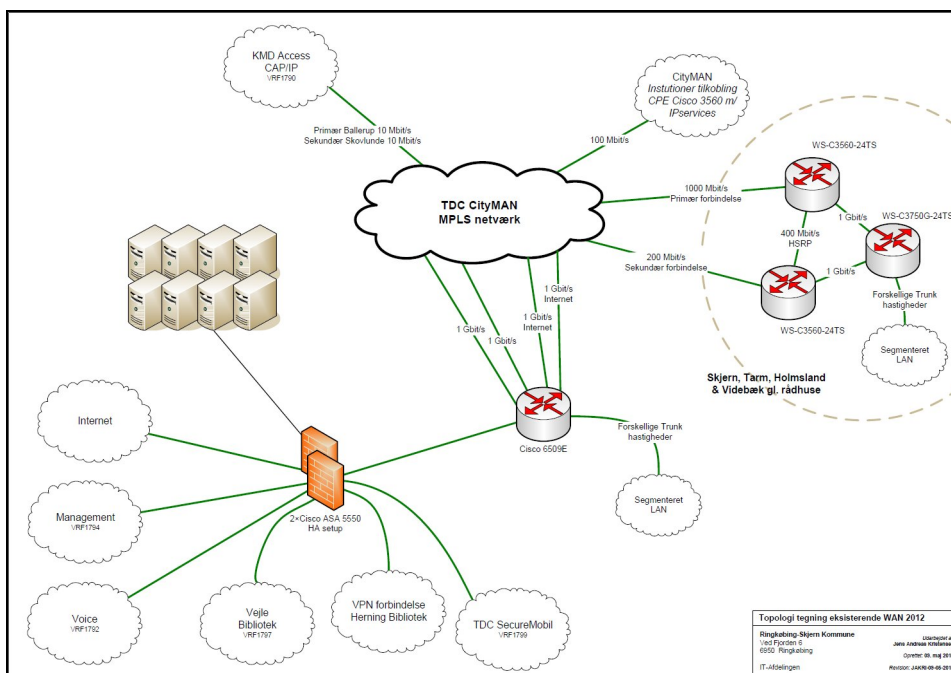 KMD Access
CAP/IP
VRF1790
Primær Ballerup 10 Mbit/s
Sekundær Skovlunde 10 Mbit/s
CityMAN
Instutioner tilkobling
CPE Cisco 3560 m/
IPservices
100 Mbit/s
TDC CityMAN
MPLS netværk
1000 Mbit/s
Primær forbindelse
200 Mbit/s
Sekundær forbindelse
WS-C3560-24TS
WS-C3750G-24TS
1 Gbit/s
400 Mbit/s
HSRP
1 Gbit/s
WS-C3560-24TS
Forskellige Trunk
hastigheder
Segmenteret
LAN
Skjern, Tarm, Holmsland
& Videbæk gl. rådhuse
1 Gbit/s
1 Gbit/s
1 Gbit/s
Internet
1 Gbit/s
Internet
Cisco 6509E
Forskellige Trunk
hastigheder
Segmenteret
LAN
2×Cisco ASA 5550
HA setup
Internet
Management
VRF1794
Voice
VRF1792
Vejle
Bibliotek
VRF1797
VPN forbindelse
Herning Bibliotek
TDC SecureMobil
VRF1799
Topologi tegning eksisterende WAN 2012
Ringkøbing-Skjern Kommune
Ved Fjorden 6
6950 Ringkøbing
IT-Afdelingen
Jens Andreas
Oprettet: 09. maj
Revision: